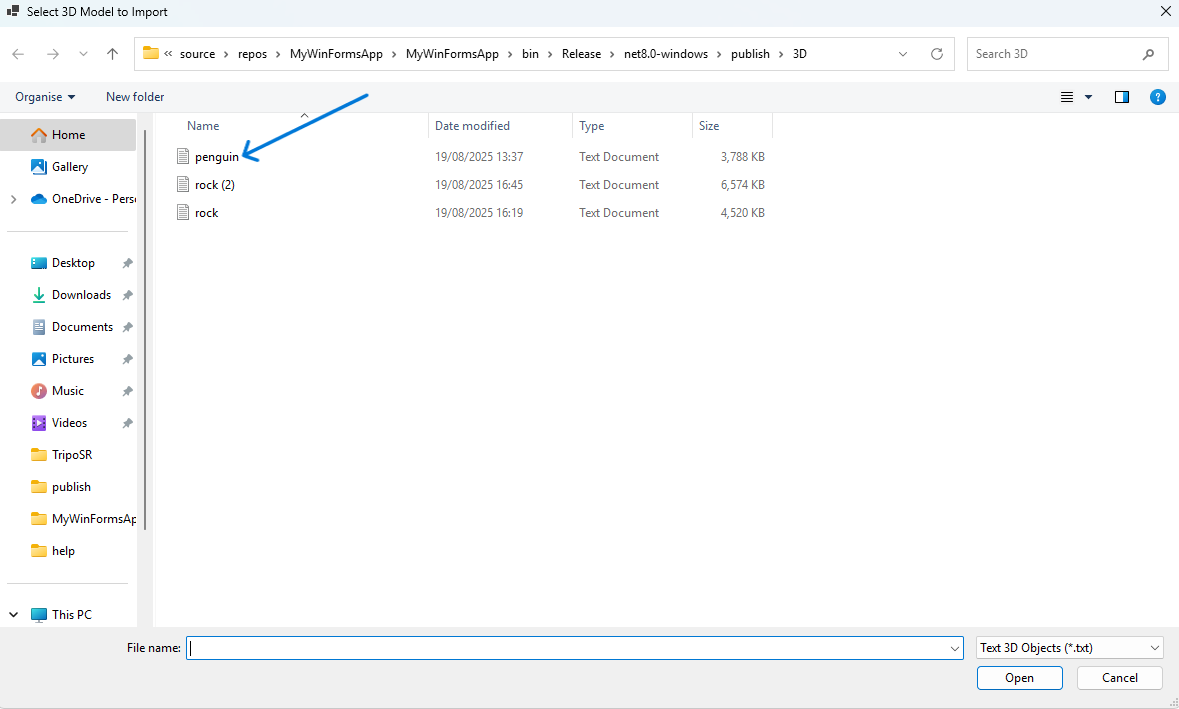 Select 3D Model to Import
« source › repos › MyWinFormsApp › MyWinFormsApp › bin › Release › net8.0-windows › publish › 3D
Search 3D
Organise
New folder
?
Home
Gallery
OneDrive - Pers
Desktop
Downloads
Documents
Pictures
Music
Videos
TripoSR
publish
MyWinFormsAp
help
This PC
Name Date modified Type Size
penguin 19/08/2025 13:37 Text Document 3,788 KB
rock (2) 19/08/2025 16:45 Text Document 6,574 KB
rock 19/08/2025 16:19 Text Document 4,520 KB
File name:
Text 3D Objects (*.txt)
Open
Cancel